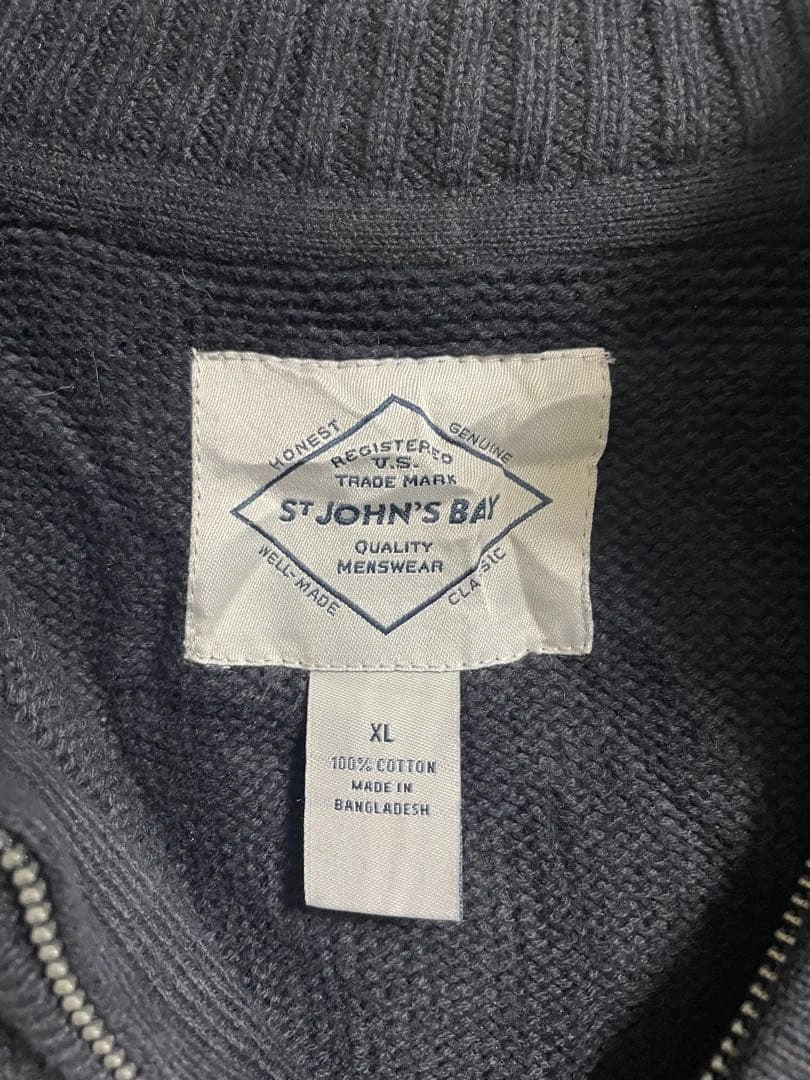 HONEST
GENUINE
REGISTERED
U.S.
TRADE MARK
ST JOHN'S BAY
QUALITY
MENSWEAR
WELL-MADE
CLASSIC
XL
100% COTTON
MADE IN
BANGLADESH